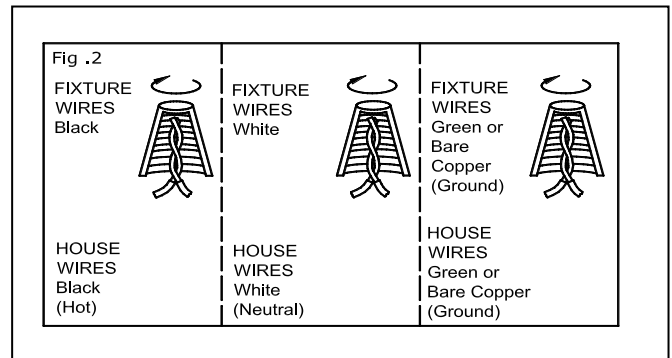 Fig .2
FIXTURE
WIRES
Black
HOUSE
WIRES
Black
(Hot)
FIXTURE
WIRES
White
HOUSE
WIRES
White
(Neutral)
FIXTURE
WIRES
Green or
Bare
Copper
(Ground)
HOUSE
WIRES
Green or
Bare Copper
(Ground)